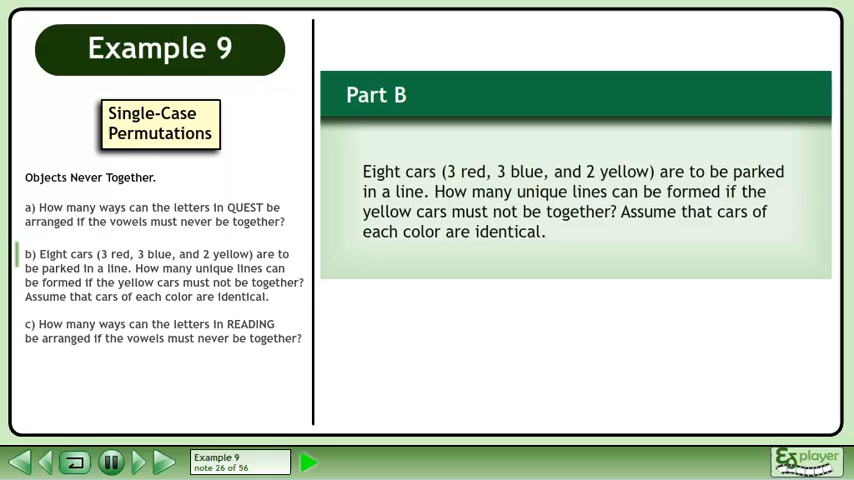 Example 9
Single-Case
Permutations
Objects Never Together.
a) How many ways can the letters in QUEST be
arranged if the vowels must never be together?
b) Eight cars (3 red, 3 blue, and 2 yellow) are to
be parked in a line. How many unique lines can
be formed if the yellow cars must not be together?
Assume that cars of each color are identical.
c) How many ways can the letters in READING
be arranged if the vowels must never be together?
Part B
Eight cars (3 red, 3 blue, and 2 yellow) are to be parked
in a line. How many unique lines can be formed if the
yellow cars must not be together? Assume that cars of
each color are identical.
Example 9
note 26 of 56
player